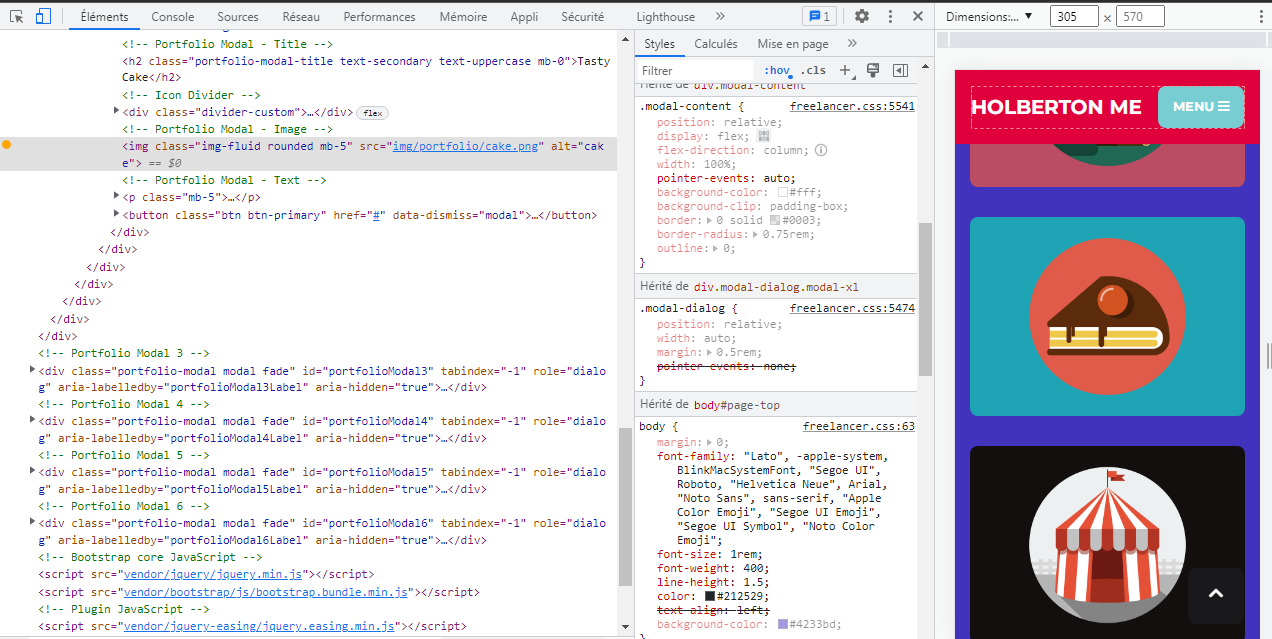 Éléments Console Sources Réseau Performances Mémoire Appli Sécurité Lighthouse » 1
Dimensions:... ▼ 305 × 570
<!-- Portfolio Modal - Title -->
<h2 class="portfolio-modal-title text-secondary text-uppercase mb-0">Tasty
Cake</h2>
<!-- Icon Divider -->
<div class="divider-custom">…</div> flex
<!-- Portfolio Modal - Image -->
<img class="img-fluid rounded mb-5" src="img/portfolio/cake.png" alt="cak
e"> == $0
<!-- Portfolio Modal - Text -->
<p class="mb-5">…</p>
<button class="btn btn-primary" href="#" data-dismiss="modal">…</button>
</div>
</div>
</div>
</div>
</div>
</div>
</div>
<!-- Portfolio Modal 3 -->
<div class="portfolio-modal modal fade" id="portfolioModal3" tabindex="-1" role="dialo
g" aria-labelledby="portfolioModal3Label" aria-hidden="true">…</div>
<!-- Portfolio Modal 4 -->
<div class="portfolio-modal modal fade" id="portfolioModal4" tabindex="-1" role="dialo
g" aria-labelledby="portfolioModal4Label" aria-hidden="true">…</div>
<!-- Portfolio Modal 5 -->
<div class="portfolio-modal modal fade" id="portfolioModal5" tabindex="-1" role="dialo
g" aria-labelledby="portfolioModal5Label" aria-hidden="true">…</div>
<!-- Portfolio Modal 6 -->
<div class="portfolio-modal modal fade" id="portfolioModal6" tabindex="-1" role="dialo
g" aria-labelledby="portfolioModal6Label" aria-hidden="true">…</div>
<!-- Bootstrap core JavaScript -->
<script src="vendor/jquery/jquery.min.js"></script>
<script src="vendor/bootstrap/js/bootstrap.bundle.min.js"></script>
<!-- Plugin JavaScript -->
<script src="vendor/jquery-easing/jquery.easing.min.js"></script>
Styles Calculés Mise en page »
Filtrer :hov .cls +
Hérité de div.modal-content
.modal-content { freelancer.css:5541
position: relative;
display: flex;
flex-direction: column;
width: 100%;
pointer-events: auto;
background-color: #fff;
background-clip: padding-box;
border: 0 solid #0003;
border-radius: 0.75rem;
outline: 0;
}
Hérité de div.modal-dialog.modal-xl
.modal-dialog { freelancer.css:5474
position: relative;
width: auto;
margin: 0.5rem;
pointer-events: none;
}
Hérité de body#page-top
body { freelancer.css:63
margin: 0;
font-family: "Lato", -apple-system,
BlinkMacSystemFont, "Segoe UI",
Roboto, "Helvetica Neue", Arial,
"Noto Sans", sans-serif, "Apple
Color Emoji", "Segoe UI Emoji",
"Segoe UI Symbol", "Noto Color
Emoji";
font-size: 1rem;
font-weight: 400;
line-height: 1.5;
color: #212529;
text-align: left;
background-color: #4233bd;
}
HOLBERTON ME MENU